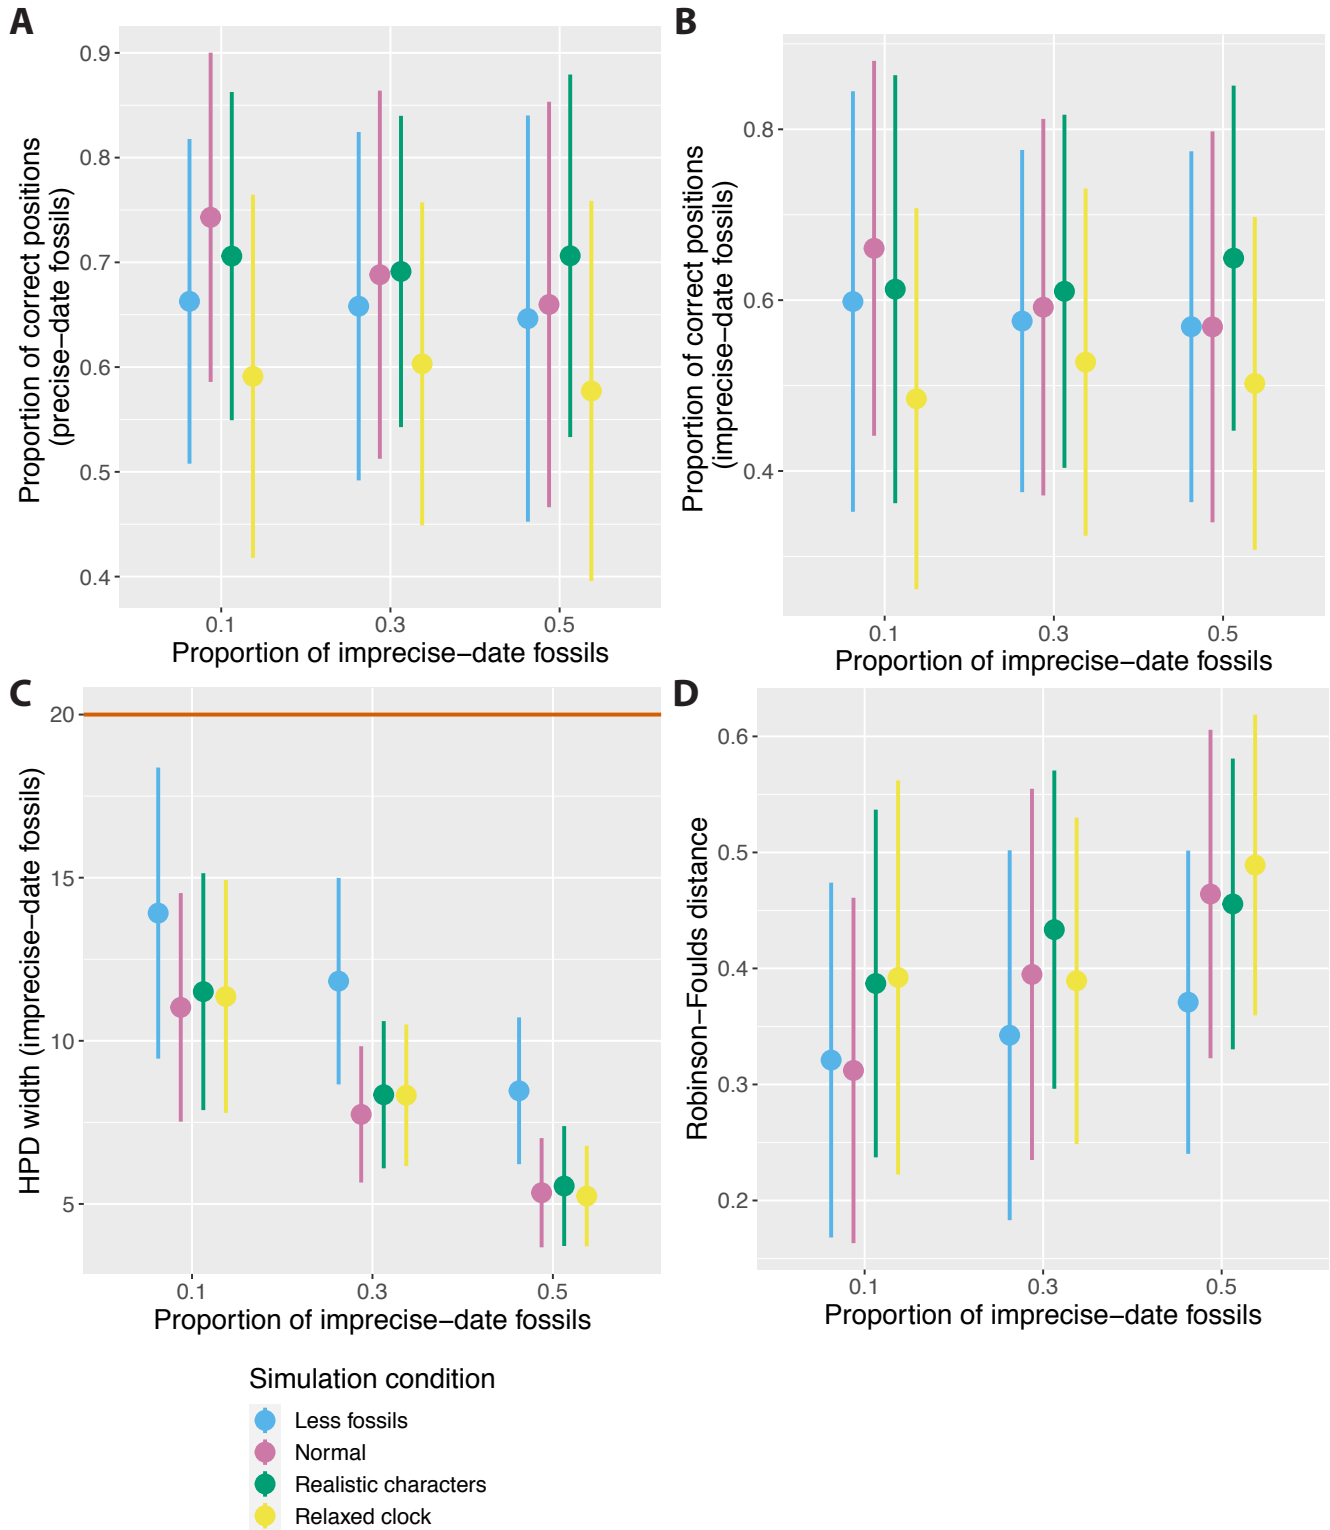 A
Proportion of correct positions
(precise−date fossils)
0.9
0.8
0.7
0.6
0.5
0.4
0.1
0.3
0.5
Proportion of imprecise−date fossils
B
Proportion of correct positions
(imprecise−date fossils)
0.8
0.6
0.4
0.1
0.3
0.5
Proportion of imprecise−date fossils
C
HPD width (imprecise−date fossils)
20
15
10
5
0.1
0.3
0.5
Proportion of imprecise−date fossils
D
Robinson−Foulds distance
0.6
0.5
0.4
0.3
0.2
0.1
0.3
0.5
Proportion of imprecise−date fossils
Simulation condition
Less fossils
Normal
Realistic characters
Relaxed clock